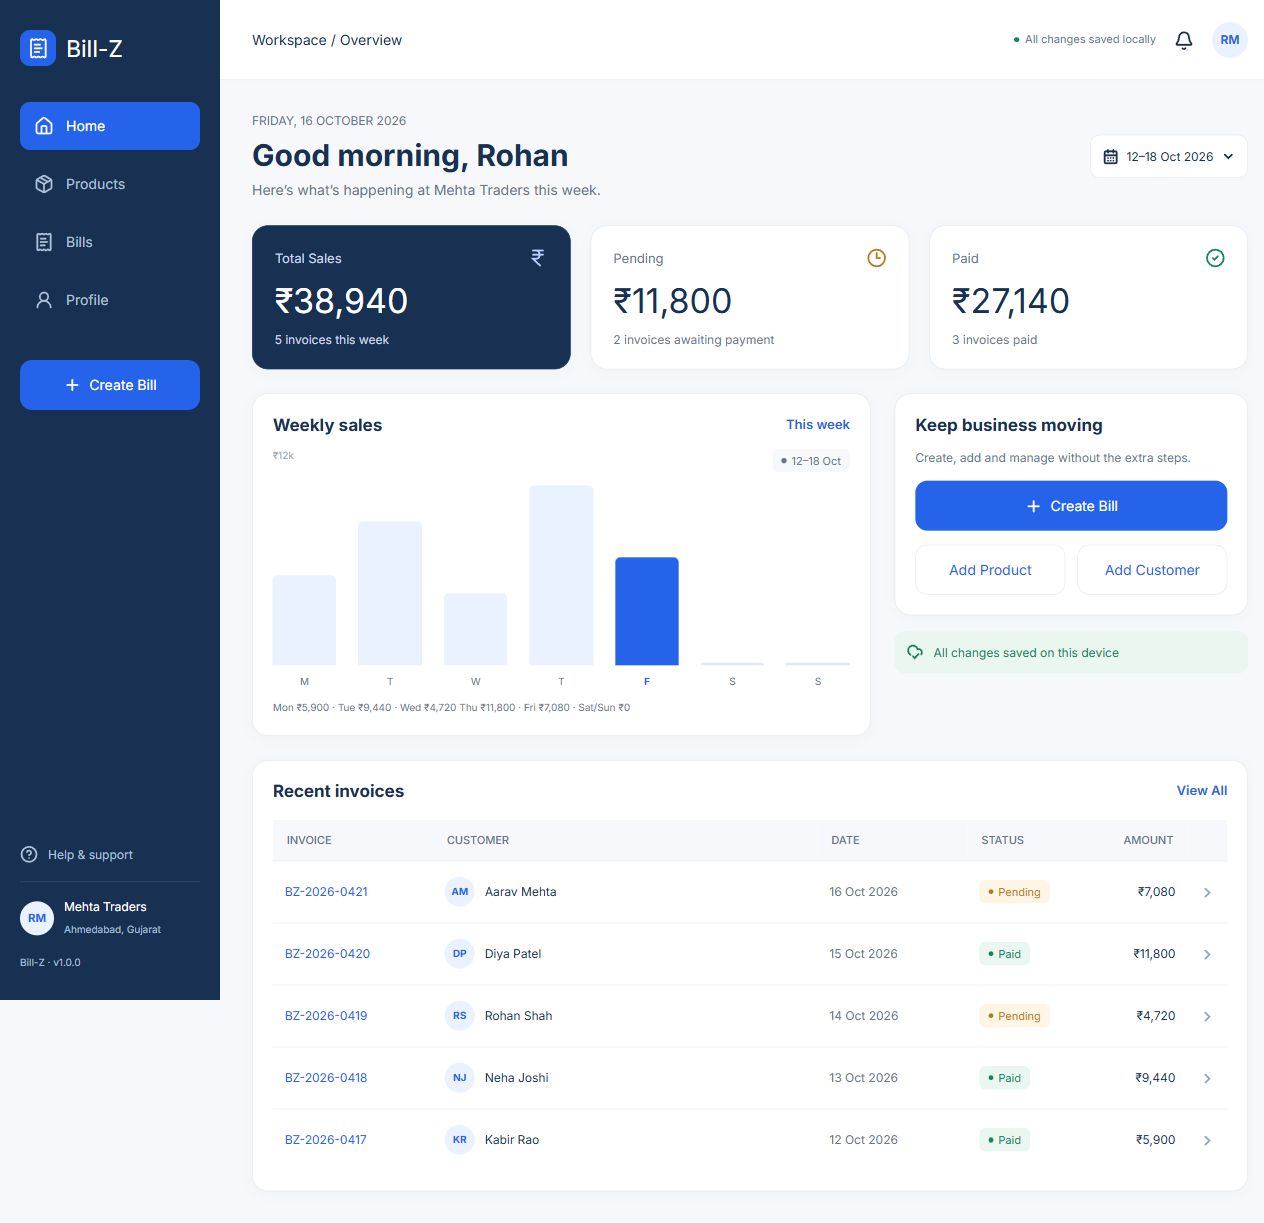 Bill-Z
Home
Products
Bills
Profile
+ Create Bill
Help & support
RM
Mehta Traders
Ahmedabad, Gujarat
Bill-Z · v1.0.0
Workspace / Overview
All changes saved locally
RM
FRIDAY, 16 OCTOBER 2026
Good morning, Rohan
Here’s what’s happening at Mehta Traders this week.
12–18 Oct 2026
Total Sales ₹
₹38,940
5 invoices this week
Pending
₹11,800
2 invoices awaiting payment
Paid
₹27,140
3 invoices paid
Weekly sales This week
₹12k • 12–18 Oct
M T W T F S S
Mon ₹5,900 · Tue ₹9,440 · Wed ₹4,720 Thu ₹11,800 · Fri ₹7,080 · Sat/Sun ₹0
Keep business moving
Create, add and manage without the extra steps.
+ Create Bill
Add Product Add Customer
All changes saved on this device
Recent invoices View All
INVOICE CUSTOMER DATE STATUS AMOUNT
BZ-2026-0421 AM Aarav Mehta 16 Oct 2026 • Pending ₹7,080
BZ-2026-0420 DP Diya Patel 15 Oct 2026 • Paid ₹11,800
BZ-2026-0419 RS Rohan Shah 14 Oct 2026 • Pending ₹4,720
BZ-2026-0418 NJ Neha Joshi 13 Oct 2026 • Paid ₹9,440
BZ-2026-0417 KR Kabir Rao 12 Oct 2026 • Paid ₹5,900